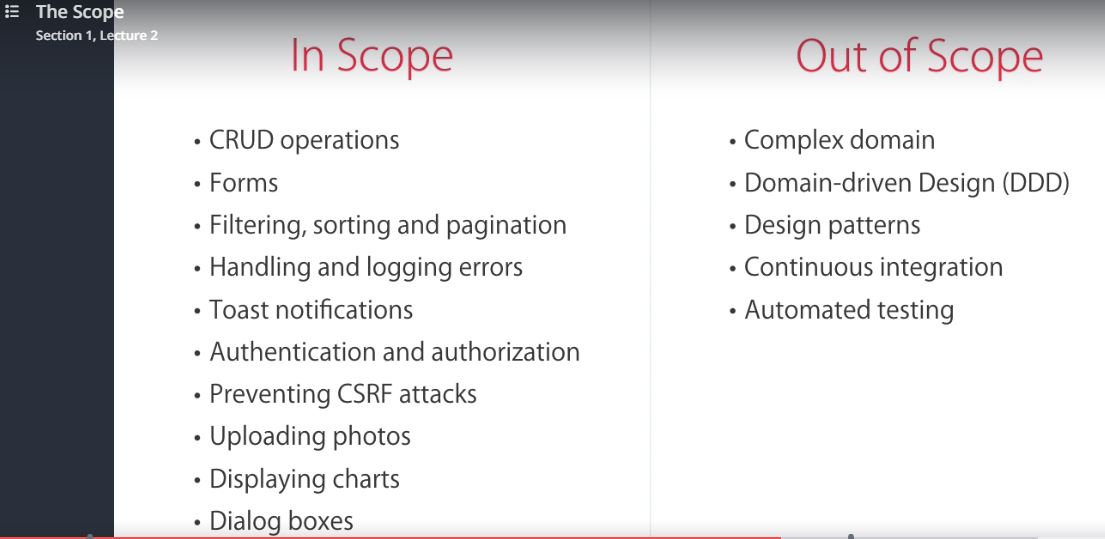 The Scope
Section 1, Lecture 2
In Scope
• CRUD operations
• Forms
• Filtering, sorting and pagination
• Handling and logging errors
• Toast notifications
• Authentication and authorization
• Preventing CSRF attacks
• Uploading photos
• Displaying charts
• Dialog boxes
Out of Scope
• Complex domain
• Domain-driven Design (DDD)
• Design patterns
• Continuous integration
• Automated testing